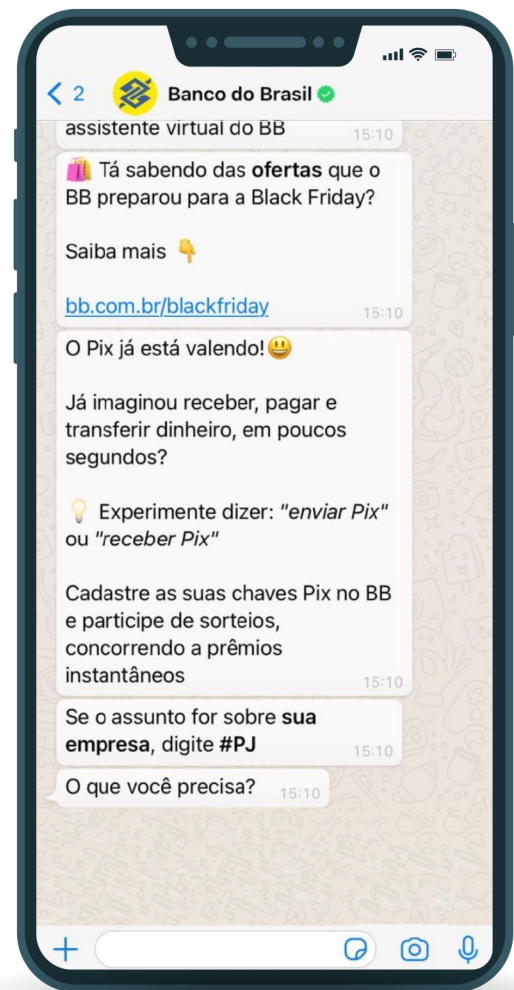 2
Banco do Brasil
assistente virtual do BB
15:10
🛍️ Tá sabendo das ofertas que o
BB preparou para a Black Friday?
Saiba mais 👇
bb.com.br/blackfriday
15:10
O Pix já está valendo!😃
Já imaginou receber, pagar e
transferir dinheiro, em poucos
segundos?
💡 Experimente dizer: "enviar Pix"
ou "receber Pix"
Cadastre as suas chaves Pix no BB
e participe de sorteios,
concorrendo a prêmios
instantâneos
15:10
Se o assunto for sobre sua
empresa, digite #PJ
15:10
O que você precisa?
15:10